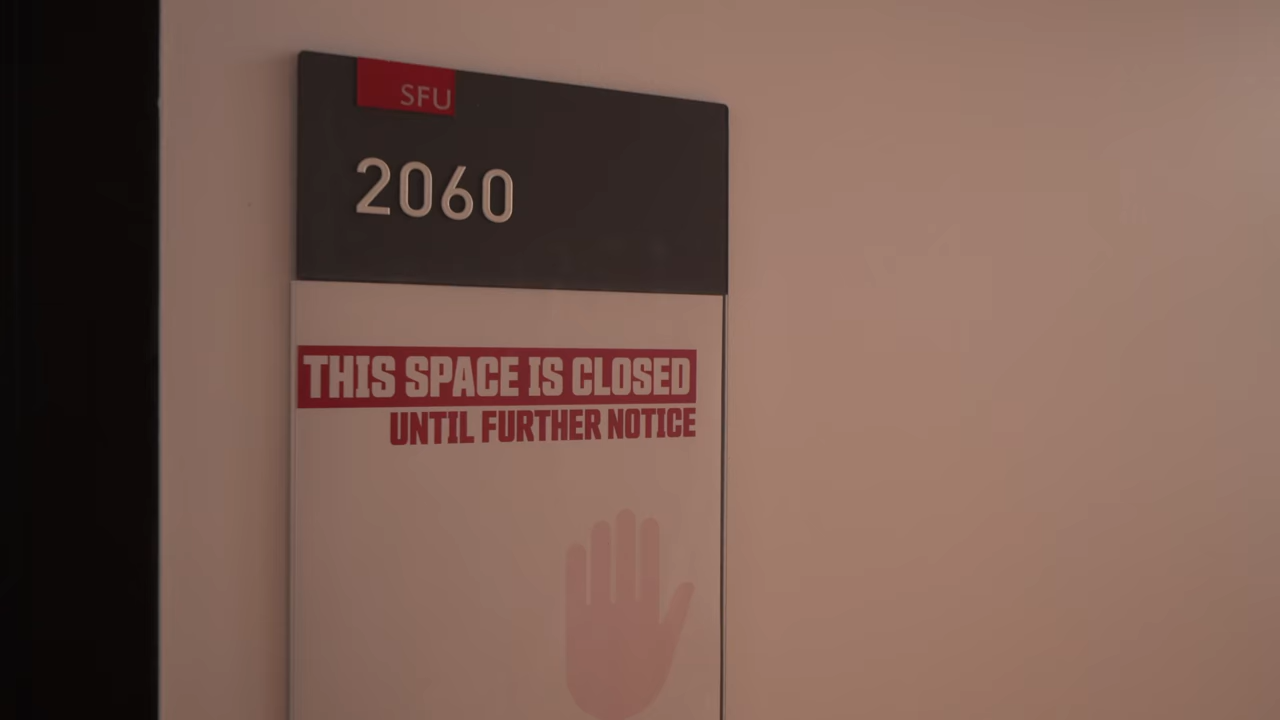 SFU
2060
THIS SPACE IS CLOSED
UNTIL FURTHER NOTICE